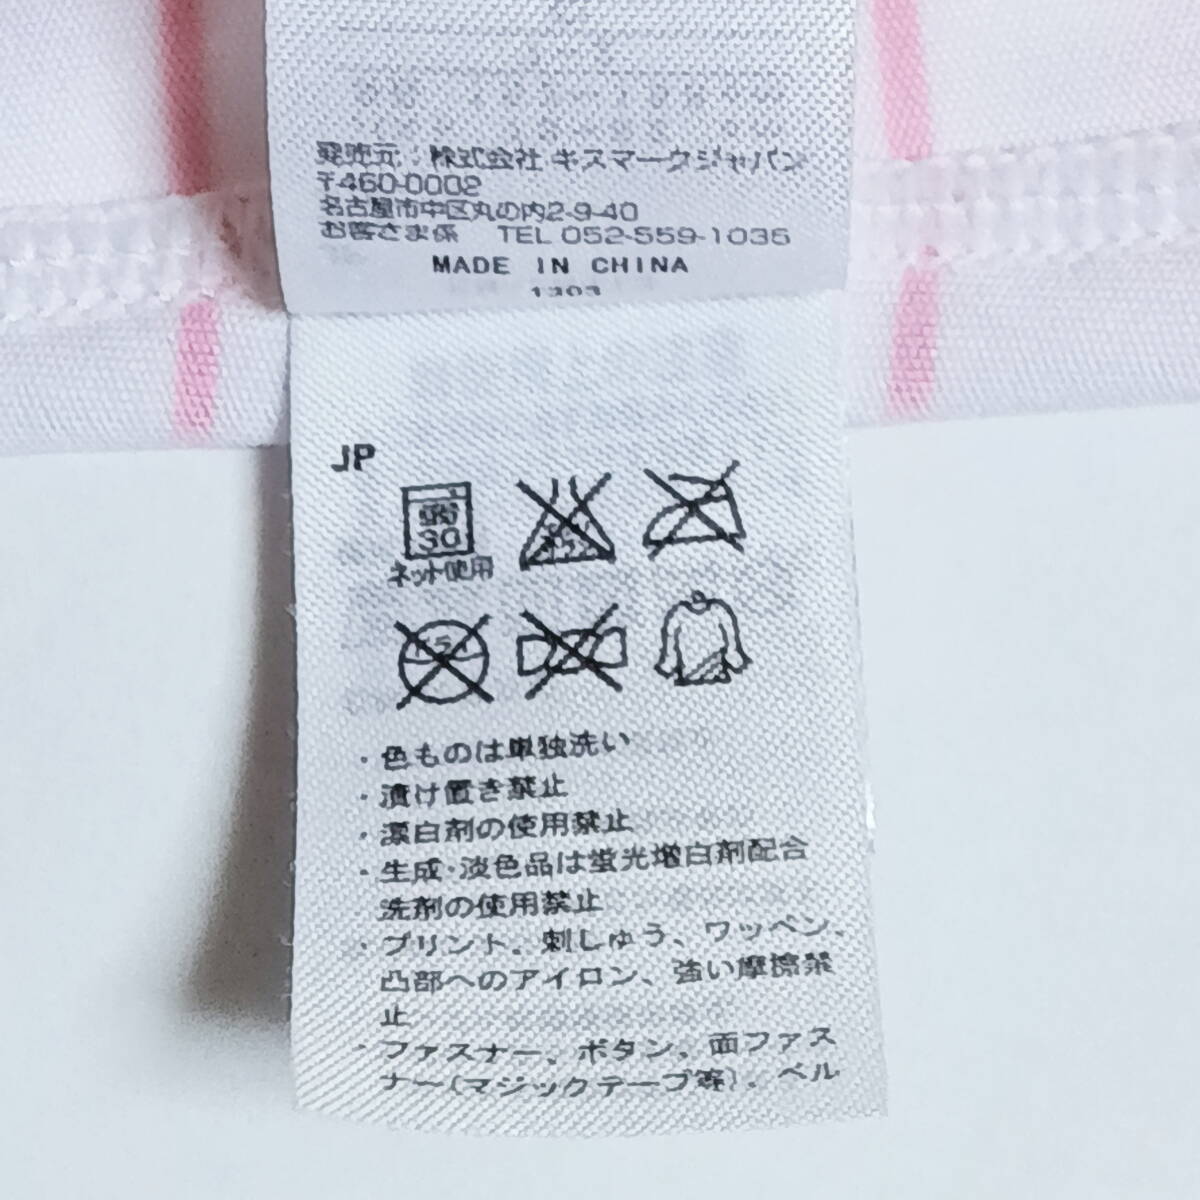 発売元：株式会社 キスマークジャパン
〒460-0002
名古屋市中区丸の内2-9-40
お客さま係 TEL 052-559-1035
MADE IN CHINA
1303
JP
弱
30
ネット使用
・色ものは単独洗い
・漬け置き禁止
・漂白剤の使用禁止
・生成・淡色品は蛍光増白剤配合
洗剤の使用禁止
・プリント、刺しゅう、ワッペン、
凸部へのアイロン、強い摩擦禁
止
・ファスナー、ボタン、面ファス
ナー(マジックテープ等)、ベル